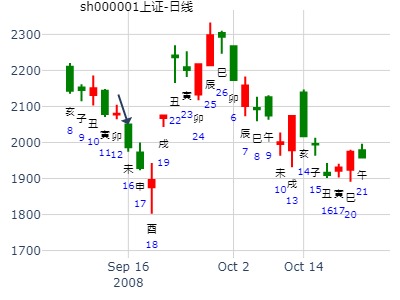 sh000001上证-日线
2300
2200
2100
2000
1900
1800
1700
亥 8
子 9
丑 10
寅 11
卯 12
未 16
申 17
酉 18
戌 19
丑 22
寅 23
卯 24
辰 25
巳 26
卯 6
辰 7
巳 8
午 9
未 10
戌 13
亥 14
子 15
丑 16
寅 17
巳 20
午 21
Sep 16
2008
Oct 2
Oct 14